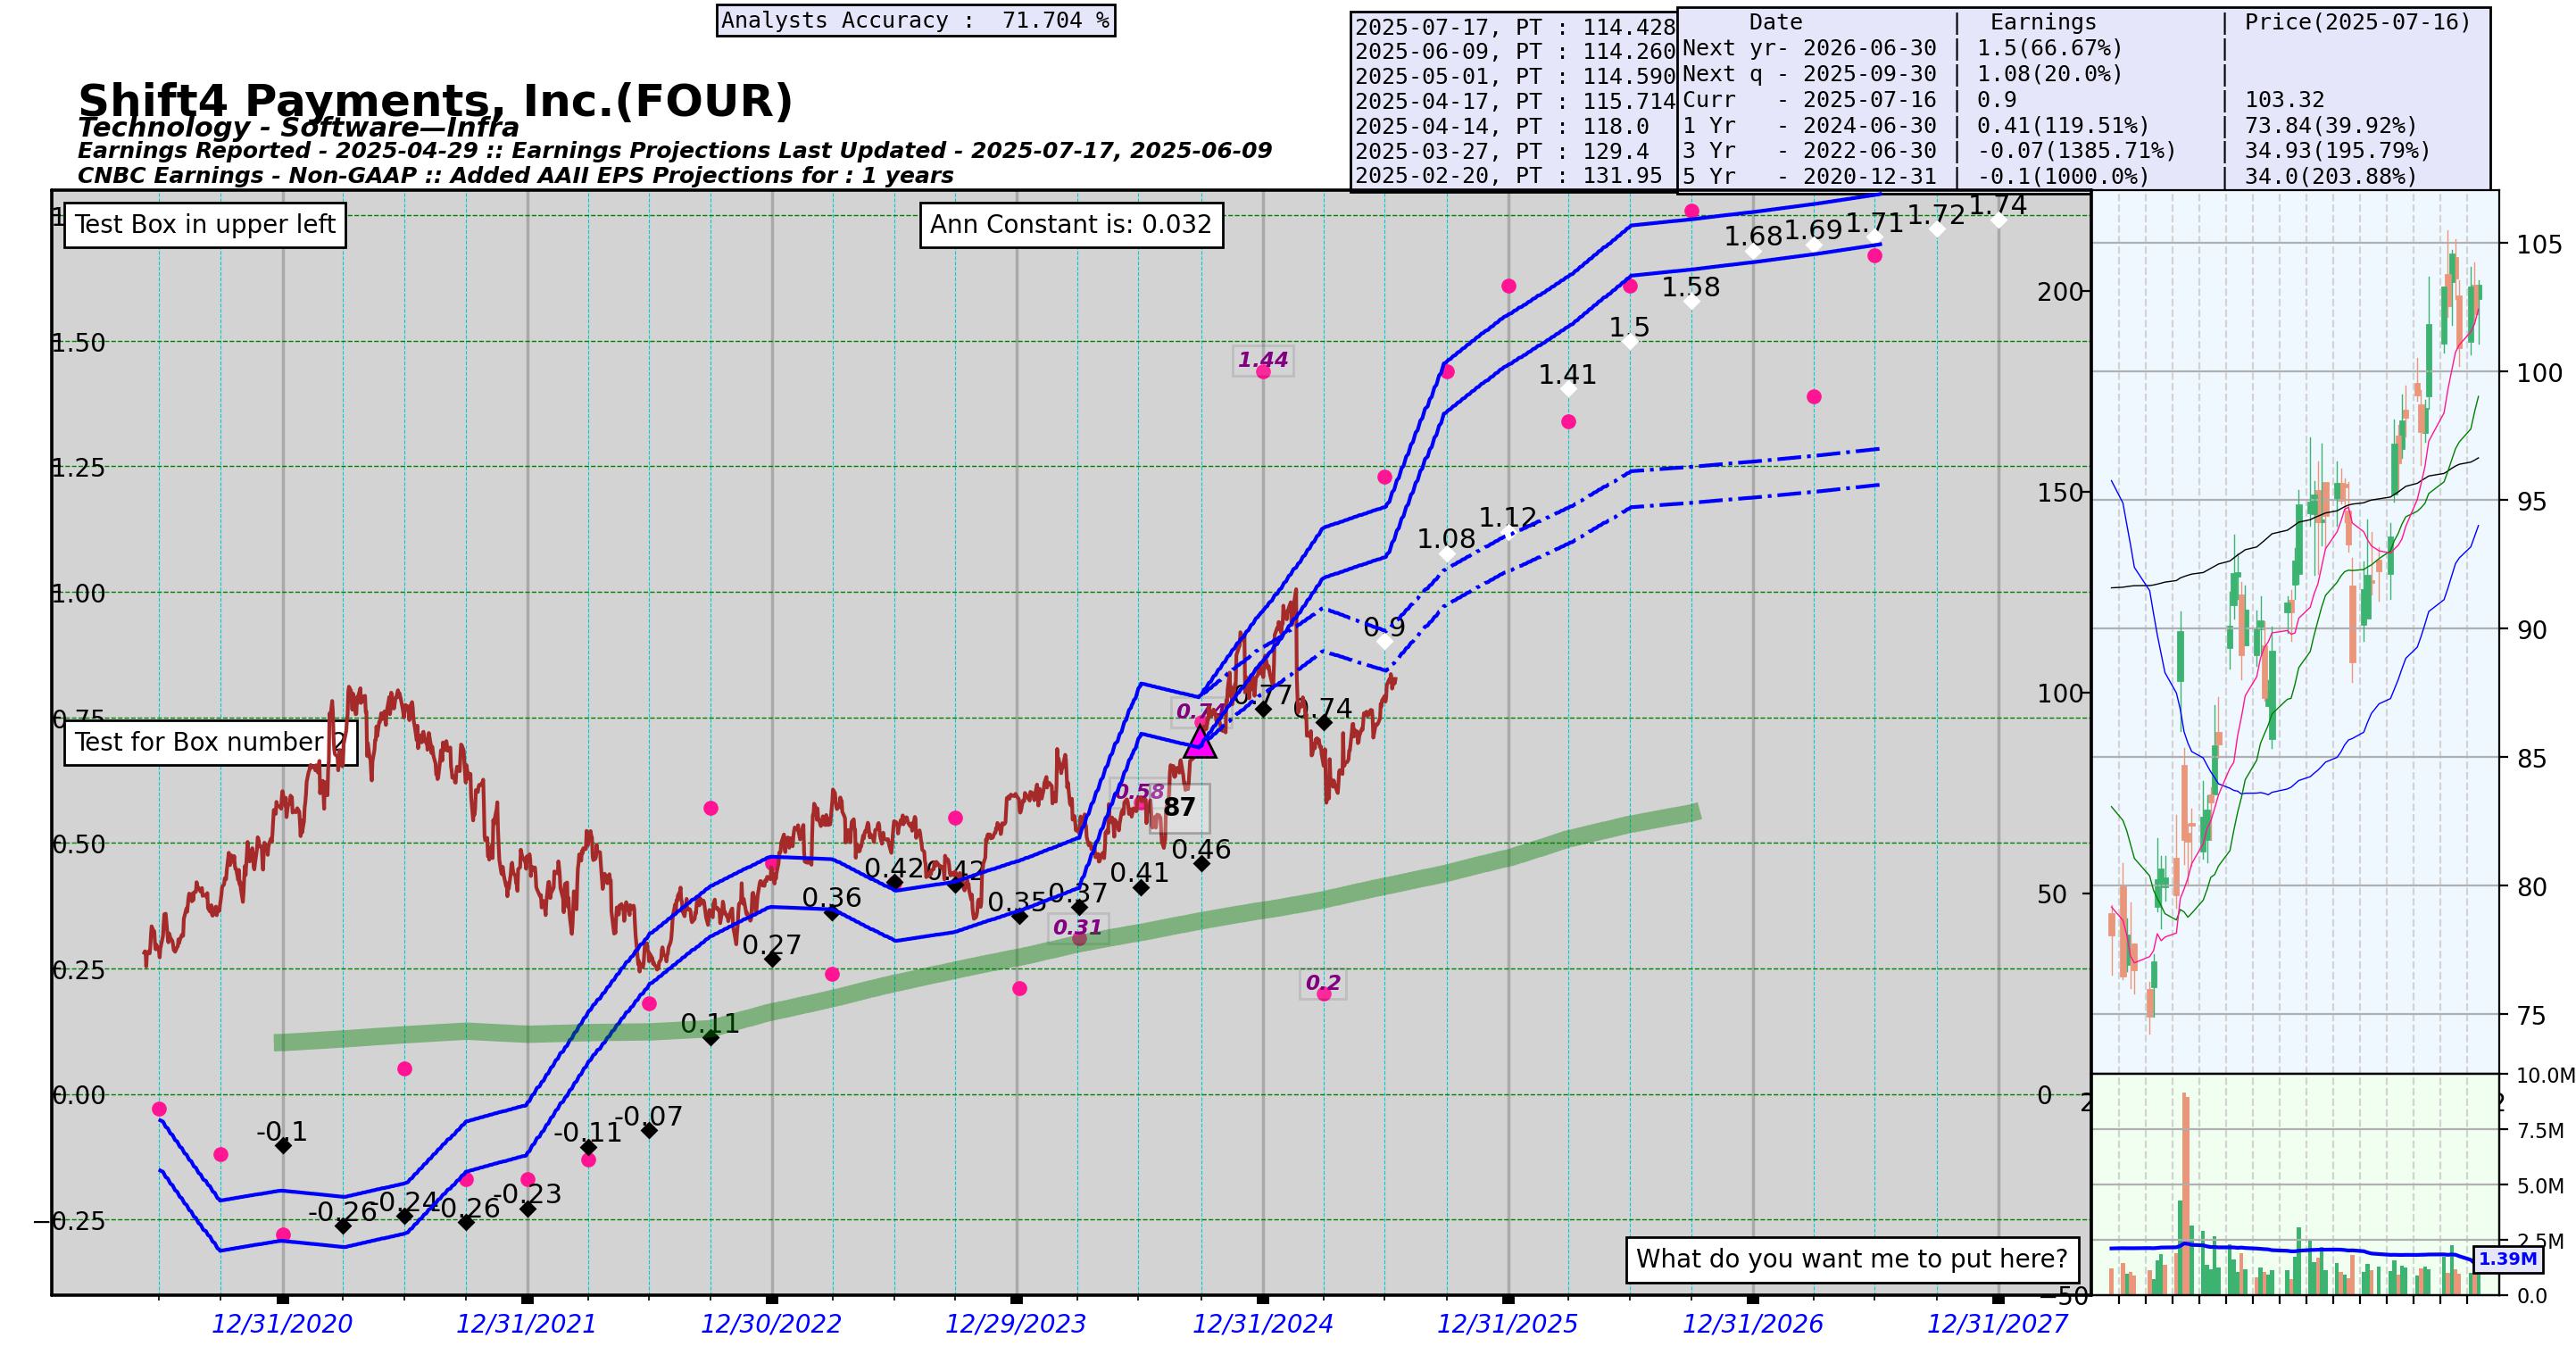 Analysts Accuracy :  71.704 %
2025-07-17, PT : 114.428
2025-06-09, PT : 114.260
2025-05-01, PT : 114.590
2025-04-17, PT : 115.714
2025-04-14, PT : 118.0
2025-03-27, PT : 129.4
2025-02-20, PT : 131.95
Date | Earnings | Price(2025-07-16)
Next yr- 2026-06-30 | 1.5(66.67%) |
Next q - 2025-09-30 | 1.08(20.0%) |
Curr - 2025-07-16 | 0.9 | 103.32
1 Yr - 2024-06-30 | 0.41(119.51%) | 73.84(39.92%)
3 Yr - 2022-06-30 | -0.07(1385.71%) | 34.93(195.79%)
5 Yr - 2020-12-31 | -0.1(1000.0%) | 34.0(203.88%)
Shift4 Payments, Inc.(FOUR)
Technology - Software—Infra
Earnings Reported - 2025-04-29 :: Earnings Projections Last Updated - 2025-07-17, 2025-06-09
CNBC Earnings - Non-GAAP :: Added AAII EPS Projections for : 1 years
Test Box in upper left
Ann Constant is: 0.032
1.68 1.69 1.71 1.72 1.74
1.58
1.5
1.44
1.41
1.12
1.08
0.9
0.77
0.74
0.74
0.58
87
0.46
0.42 0.42
0.41
0.36
0.35 0.37
0.31
0.27
0.2
0.11
-0.07
-0.1
-0.11
-0.26 -0.24 -0.26 -0.23
Test for Box number 2
What do you want me to put here?
1.50
1.25
1.00
0.75
0.50
0.25
0.00
−0.25
200
150
100
50
0
−50
105
100
95
90
85
80
75
10.0M
7.5M
5.0M
2.5M
1.39M
0.0
12/31/2020
12/31/2021
12/30/2022
12/29/2023
12/31/2024
12/31/2025
12/31/2026
12/31/2027